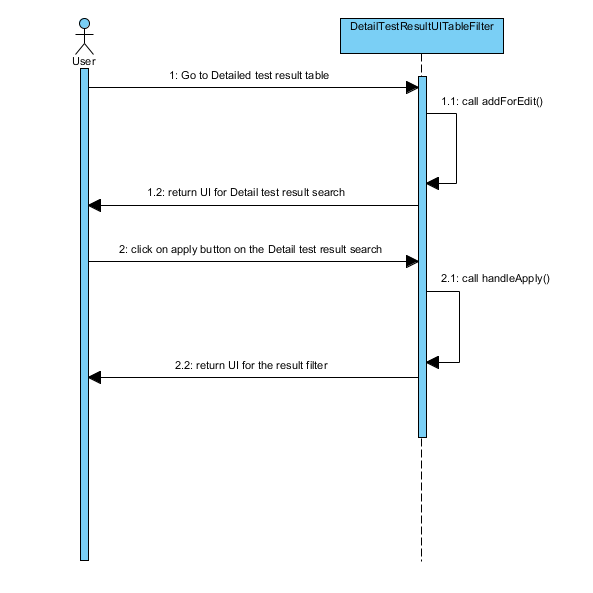 DetailTestResultUITableFilter
User
1: Go to Detailed test result table
1.1: call addForEdit()
1.2: return UI for Detail test result search
2: click on apply button on the Detail test result search
2.1: call handleApply()
2.2: return UI for the result filter